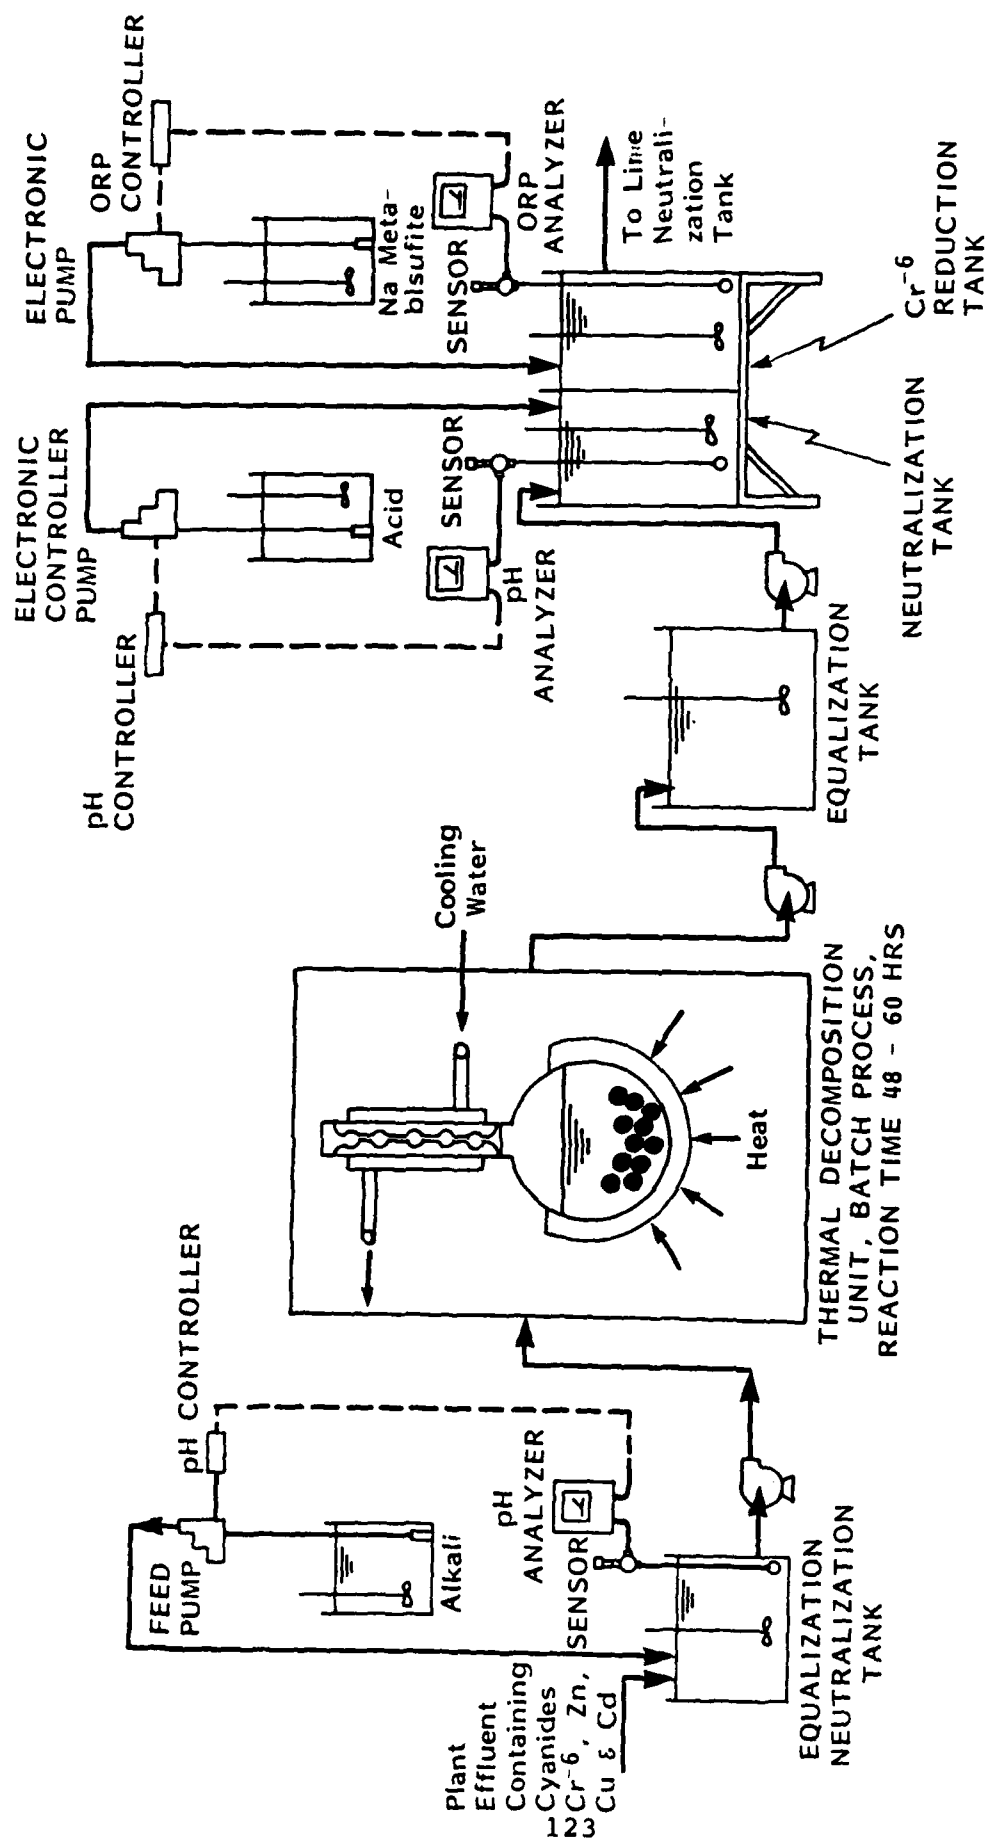 Plant
Effluent
Containing
Cyanides
Cr-6, Zn,
Cu & Cd
FEED
PUMP
pH CONTROLLER
Alkali
pH
ANALYZER
SENSOR
EQUALIZATION
NEUTRALIZATION
TANK
Cooling
Water
Heat
THERMAL DECOMPOSITION
UNIT, BATCH PROCESS,
REACTION TIME 48 - 60 HRS
EQUALIZATION
TANK
pH
CONTROLLER
ELECTRONIC
CONTROLLER
PUMP
Acid
pH
ANALYZER
SENSOR
ELECTRONIC
PUMP
ORP
CONTROLLER
Na Meta-
bisufite
SENSOR
ORP
ANALYZER
To Lime
Neutrali-
zation
Tank
NEUTRALIZATION
TANK
Cr-6
REDUCTION
TANK
123